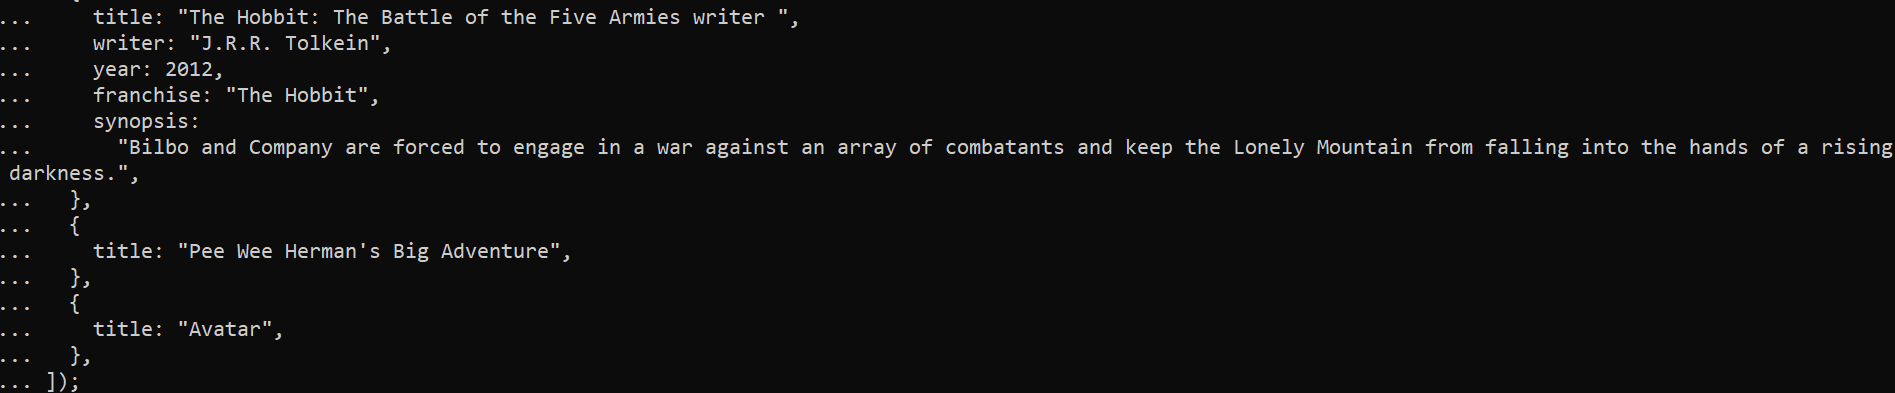 ...     title: "The Hobbit: The Battle of the Five Armies writer ",
...     writer: "J.R.R. Tolkein",
...     year: 2012,
...     franchise: "The Hobbit",
...     synopsis:
...       "Bilbo and Company are forced to engage in a war against an array of combatants and keep the Lonely Mountain from falling into the hands of a rising
darkness.",
...   },
...   {
...     title: "Pee Wee Herman's Big Adventure",
...   },
...   {
...     title: "Avatar",
...   },
... ]);